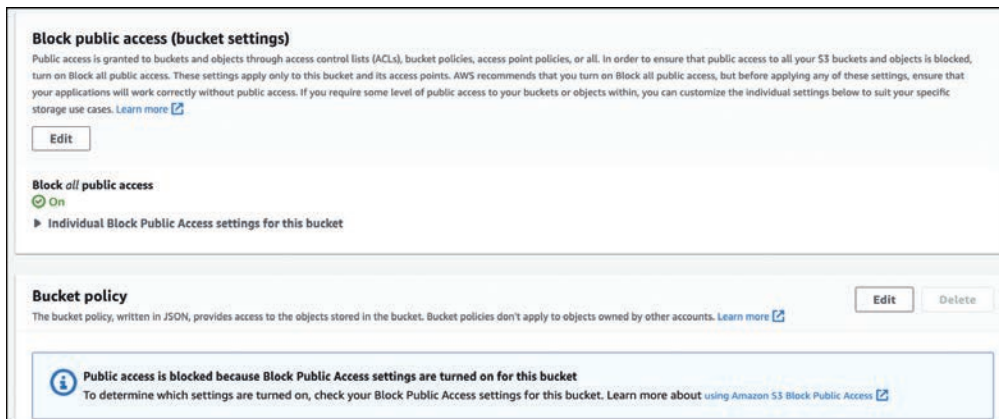 Block public access (bucket settings)
Public access is granted to buckets and objects through access control lists (ACLs), bucket policies, access point policies, or all. In order to ensure that public access to all your S3 buckets and objects is blocked,
turn on Block all public access. These settings apply only to this bucket and its access points. AWS recommends that you turn on Block all public access, but before applying any of these settings, ensure that
your applications will work correctly without public access. If you require some level of public access to your buckets or objects within, you can customize the individual settings below to suit your specific
storage use cases. Learn more
Edit
Block all public access
On
Individual Block Public Access settings for this bucket
Bucket policy
Edit
Delete
The bucket policy, written in JSON, provides access to the objects stored in the bucket. Bucket policies don't apply to objects owned by other accounts. Learn more
Public access is blocked because Block Public Access settings are turned on for this bucket
To determine which settings are turned on, check your Block Public Access settings for this bucket. Learn more about using Amazon S3 Block Public Access